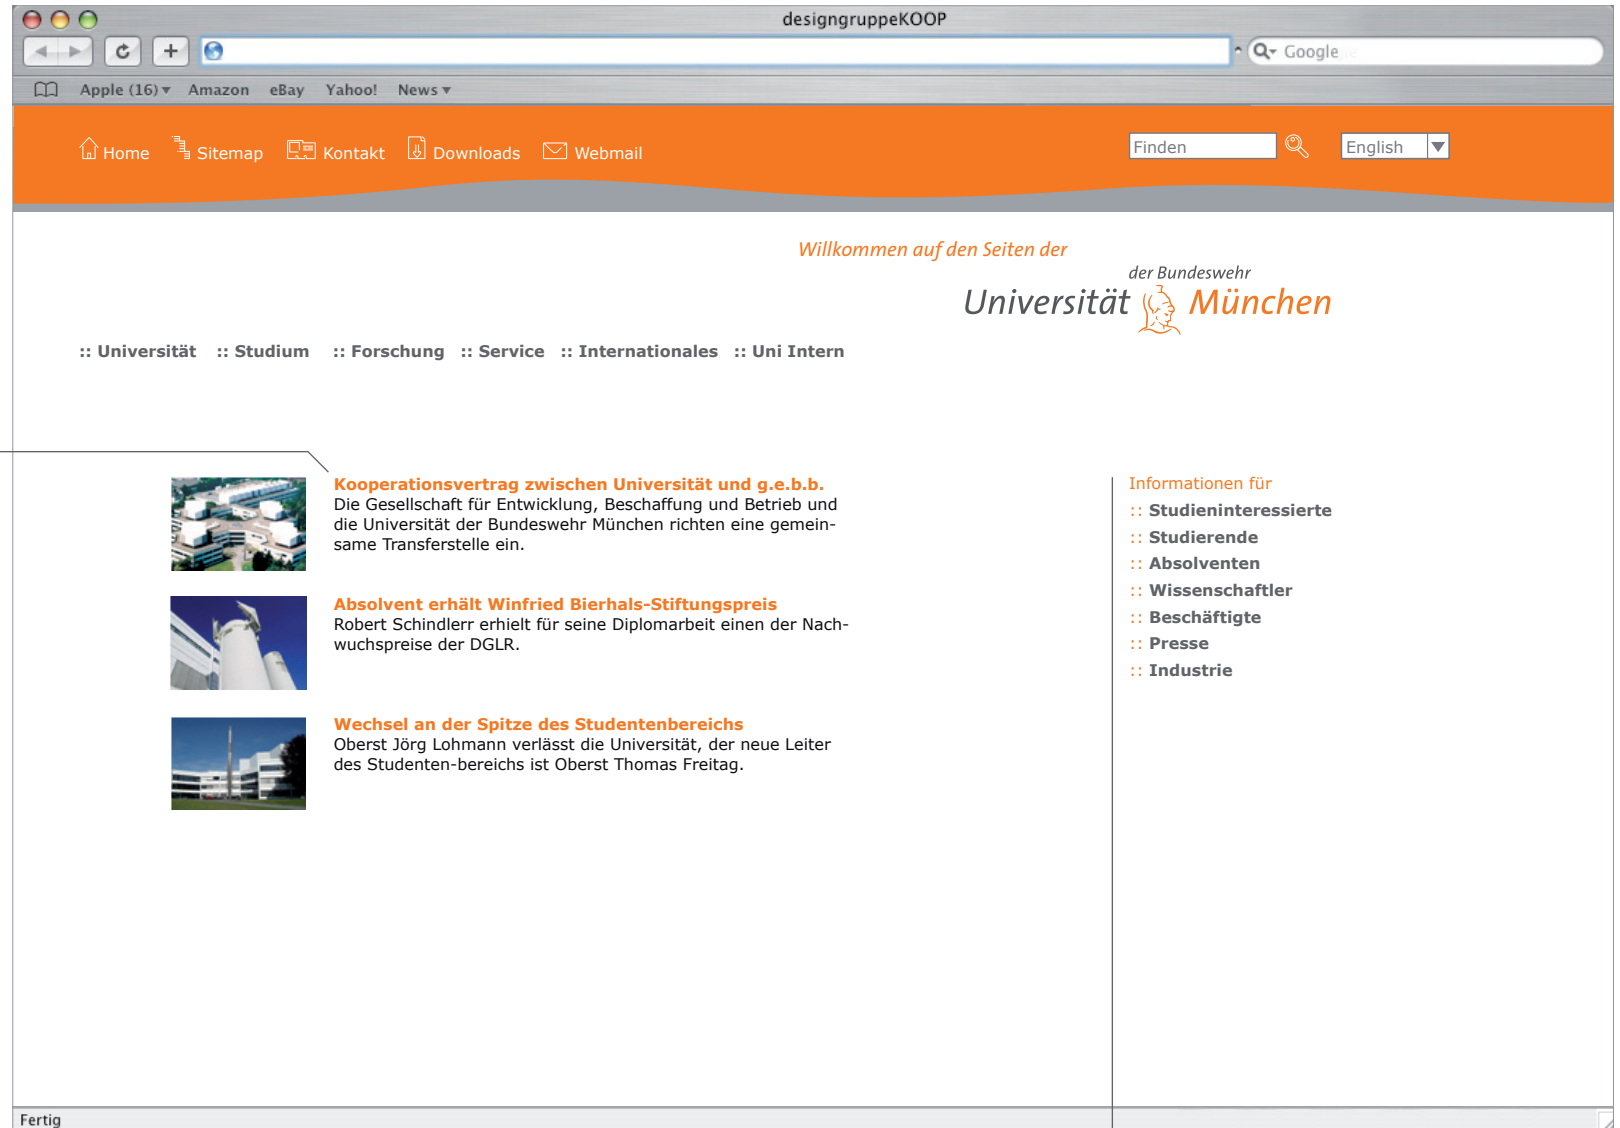 designgruppeKOOP
Google
Apple (16) Amazon eBay Yahoo! News
Home Sitemap Kontakt Downloads Webmail
Finden
English
Willkommen auf den Seiten der
der Bundeswehr
Universität München
:: Universität :: Studium :: Forschung :: Service :: Internationales :: Uni Intern
Kooperationsvertrag zwischen Universität und g.e.b.b.
Die Gesellschaft für Entwicklung, Beschaffung und Betrieb und
die Universität der Bundeswehr München richten eine gemein-
same Transferstelle ein.
Absolvent erhält Winfried Bierhals-Stiftungspreis
Robert Schindlerr erhielt für seine Diplomarbeit einen der Nach-
wuchspreise der DGLR.
Wechsel an der Spitze des Studentenbereichs
Oberst Jörg Lohmann verlässt die Universität, der neue Leiter
des Studenten-bereichs ist Oberst Thomas Freitag.
Informationen für
:: Studieninteressierte
:: Studierende
:: Absolventen
:: Wissenschaftler
:: Beschäftigte
:: Presse
:: Industrie
Fertig